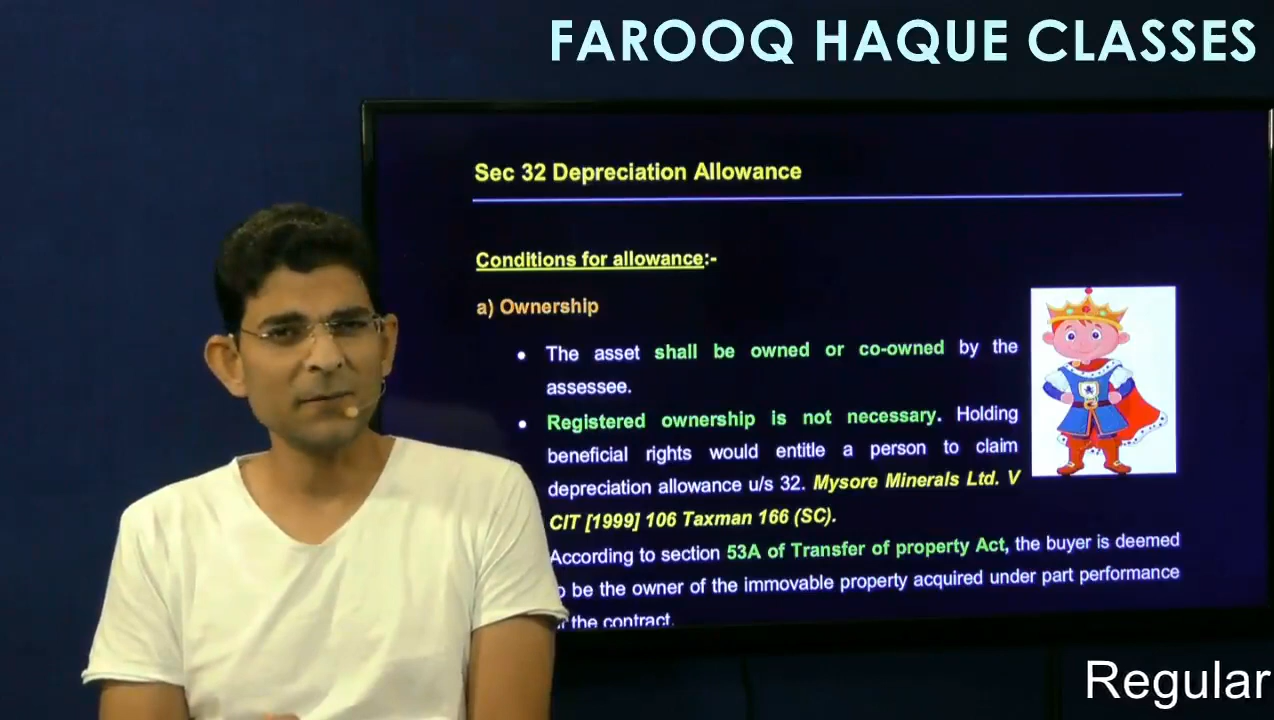 FAROOQ HAQUE CLASSES
Sec 32 Depreciation Allowance
Conditions for allowance:-
a) Ownership
• The asset shall be owned or co-owned by the
assessee.
• Registered ownership is not necessary. Holding
beneficial rights would entitle a person to claim
depreciation allowance u/s 32. Mysore Minerals Ltd. V
CIT [1999] 106 Taxman 166 (SC).
According to section 53A of Transfer of property Act, the buyer is deemed
be the owner of the immovable property acquired under part performance
the contract.
Regular